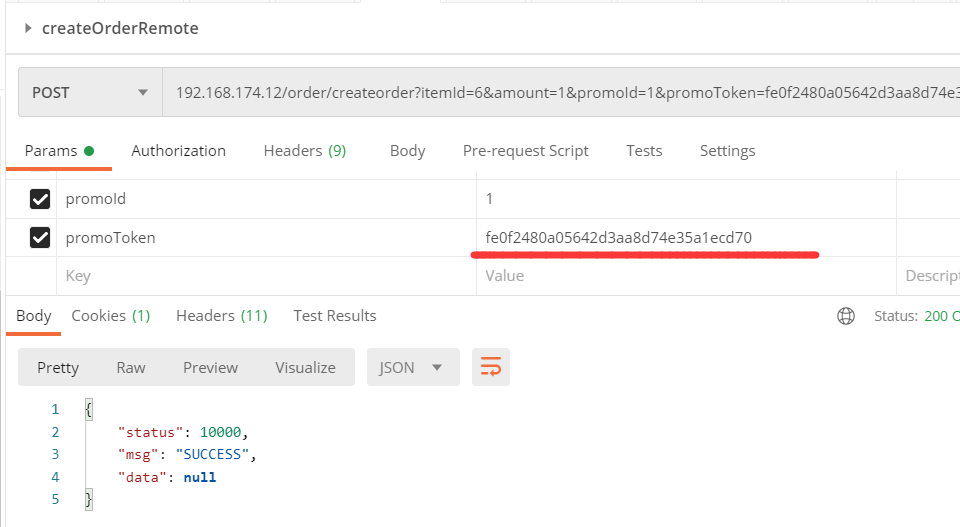 createOrderRemote
POST 192.168.174.12/order/createorder?itemId=6&amount=1&promoId=1&promoToken=fe0f2480a05642d3aa8d74e3
Params Authorization Headers (9) Body Pre-request Script Tests Settings
promoId 1
promoToken fe0f2480a05642d3aa8d74e35a1ecd70
Key Value Descript
Body Cookies (1) Headers (11) Test Results Status: 200 O
Pretty Raw Preview Visualize JSON
1 {
2 "status": 10000,
3 "msg": "SUCCESS",
4 "data": null
5 }